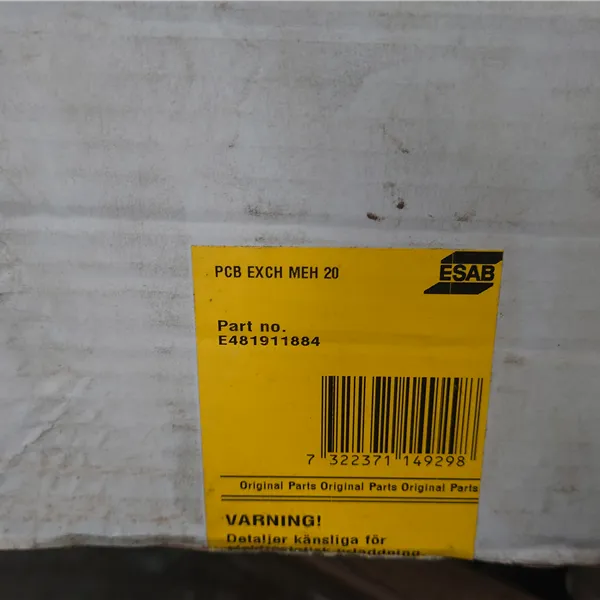 PCB EXCH MEH 20
ESAB
Part no.
E481911884
7 322371 149298
Original Parts Original Parts Original Parts
VARNING!
Detaljer känsliga för